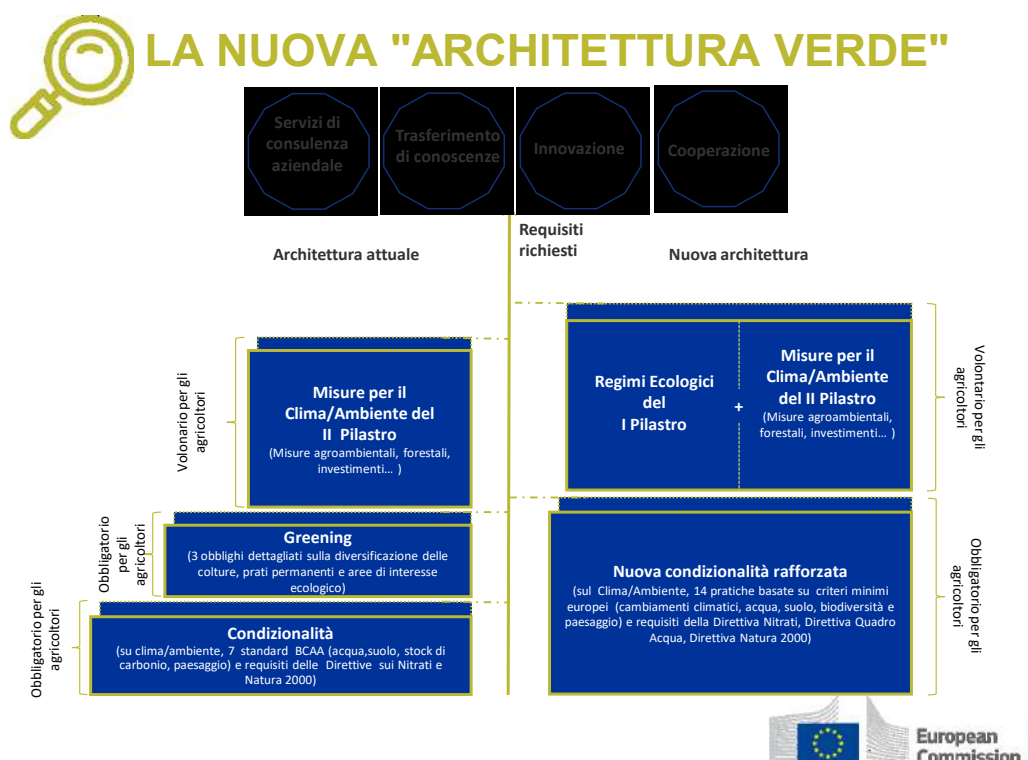 LA NUOVA "ARCHITETTURA VERDE"
Servizi di
consulenza
aziendale
Trasferimento
di conoscenze
Innovazione
Cooperazione
Requisiti
richiesti
Architettura attuale
Nuova architettura
Volonario per gli
agricoltori
Misure per il
Clima/Ambiente del
II Pilastro
(Misure agroambientali, forestali,
investimenti... )
Obbligatorio
per gli
agricoltori
Greening
(3 obblighi dettagliati sulla diversificazione delle
colture, prati permanenti e aree di interesse
ecologico)
Obbligatorio per gli
agricoltori
Condizionalità
(su clima/ambiente, 7 standard BCAA (acqua,suolo, stock di
carbonio, paesaggio) e requisiti delle Direttive sui Nitrati e
Natura 2000)
Regimi Ecologici
del
I Pilastro
+
Misure per il
Clima/Ambiente
del II Pilastro
(Misure agroambientali,
forestali, investimenti... )
Volontario per gli
agricoltori
Nuova condizionalità rafforzata
(sul Clima/Ambiente, 14 pratiche basate su criteri minimi
europei (cambiamenti climatici, acqua, suolo, biodiversità e
paesaggio) e requisiti della Direttiva Nitrati, Direttiva Quadro
Acqua, Direttiva Natura 2000)
Obbligatorio per gli
agricoltori
European
Commission